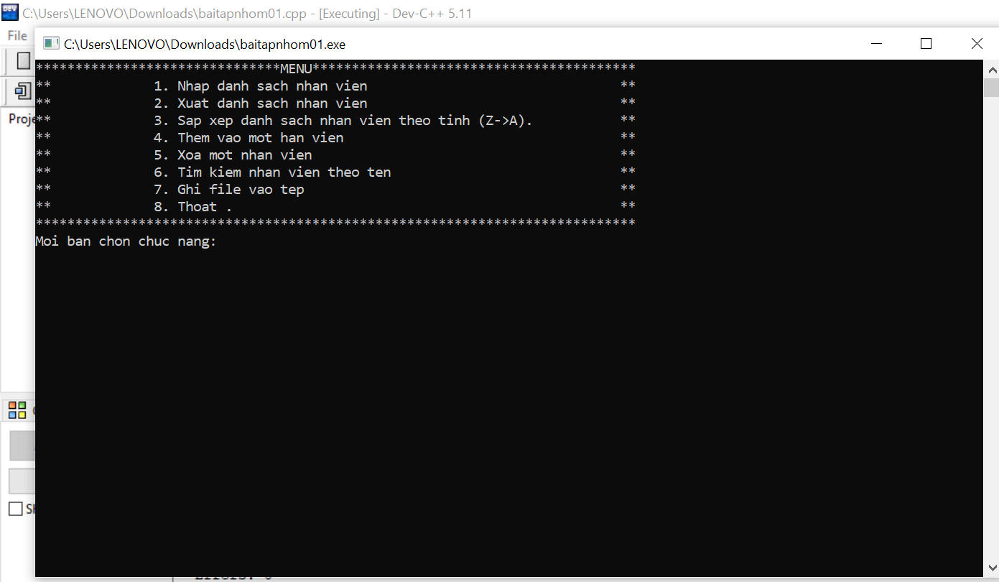 C:\Users\LENOVO\Downloads\baitapnhom01.cpp - [Executing] - Dev-C++ 5.11
File
C:\Users\LENOVO\Downloads\baitapnhom01.exe
*******************************MENU*****************************************
** 1. Nhap danh sach nhan vien **
** 2. Xuat danh sach nhan vien **
** 3. Sap xep danh sach nhan vien theo tinh (Z->A). **
** 4. Them vao mot han vien **
** 5. Xoa mot nhan vien **
** 6. Tim kiem nhan vien theo ten **
** 7. Ghi file vao tep **
** 8. Thoat . **
****************************************************************************
Moi ban chon chuc nang: